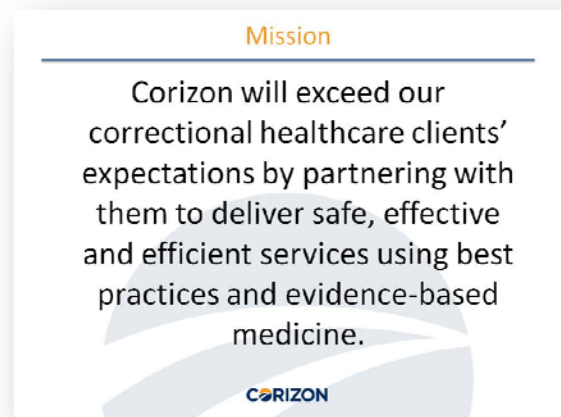 Mission
Corizon will exceed our
correctional healthcare clients’
expectations by partnering with
them to deliver safe, effective
and efficient services using best
practices and evidence-based
medicine.
CORIZON